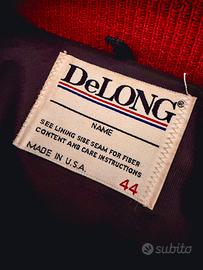 DeLONG®
NAME
SEE LINING SIDE SEAM FOR FIBER
CONTENT AND CARE INSTRUCTIONS
MADE IN U.S.A.
44
subito